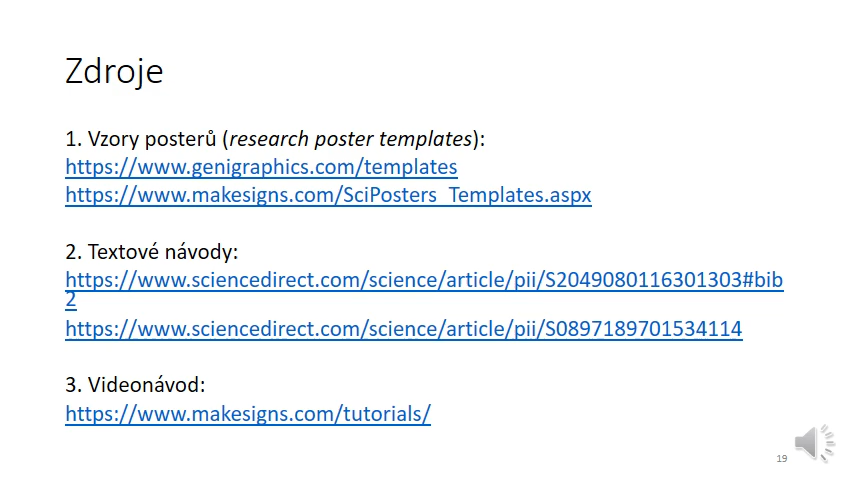 Zdroje
1. Vzory posterů (research poster templates):
https://www.genigraphics.com/templates
https://www.makesigns.com/SciPosters_Templates.aspx
2. Textové návody:
https://www.sciencedirect.com/science/article/pii/S2049080116301303#bib
2
https://www.sciencedirect.com/science/article/pii/S0897189701534114
3. Videonávod:
https://www.makesigns.com/tutorials/
19